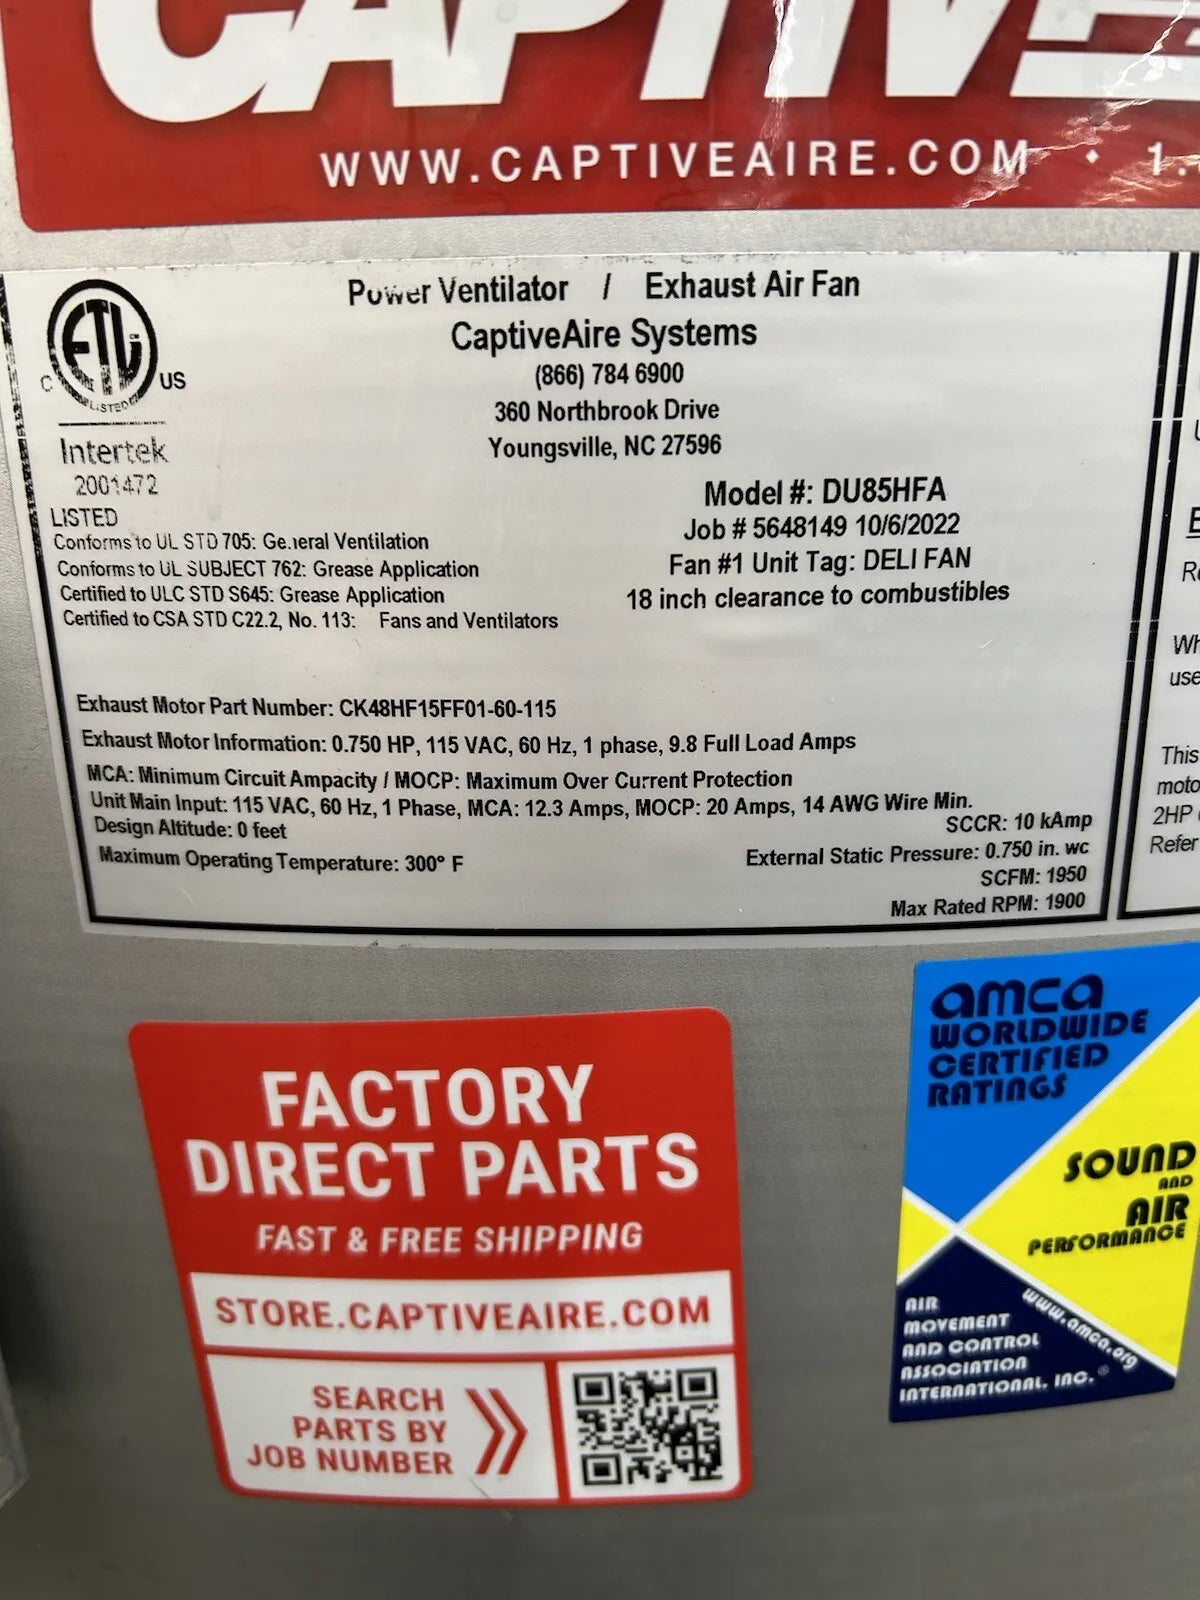 CAPTIVE
WWW.CAPTIVEAIRE.COM • 1.
ETL
LISTED
C US
Intertek
2001472
Power Ventilator / Exhaust Air Fan
CaptiveAire Systems
(866) 784 6900
360 Northbrook Drive
Youngsville, NC 27596
Model #: DU85HFA
Job # 5648149 10/6/2022
Fan #1 Unit Tag: DELI FAN
18 inch clearance to combustibles
LISTED
Conforms to UL STD 705: General Ventilation
Conforms to UL SUBJECT 762: Grease Application
Certified to ULC STD S645: Grease Application
Certified to CSA STD C22.2, No. 113: Fans and Ventilators
Exhaust Motor Part Number: CK48HF15FF01-60-115
Exhaust Motor Information: 0.750 HP, 115 VAC, 60 Hz, 1 phase, 9.8 Full Load Amps
MCA: Minimum Circuit Ampacity / MOCP: Maximum Over Current Protection
Unit Main Input: 115 VAC, 60 Hz, 1 Phase, MCA: 12.3 Amps, MOCP: 20 Amps, 14 AWG Wire Min.
Design Altitude: 0 feet
SCCR: 10 kAmp
Maximum Operating Temperature: 300° F
External Static Pressure: 0.750 in. wc
SCFM: 1950
Max Rated RPM: 1900
use
This
moto
2HP
Refer
FACTORY
DIRECT PARTS
FAST & FREE SHIPPING
STORE.CAPTIVEAIRE.COM
SEARCH
PARTS BY
JOB NUMBER
amca
WORLDWIDE
CERTIFIED
RATINGS
SOUND
AND
AIR
PERFORMANCE
www.amca.org
AIR
MOVEMENT
AND CONTROL
ASSOCIATION
INTERNATIONAL, INC.®